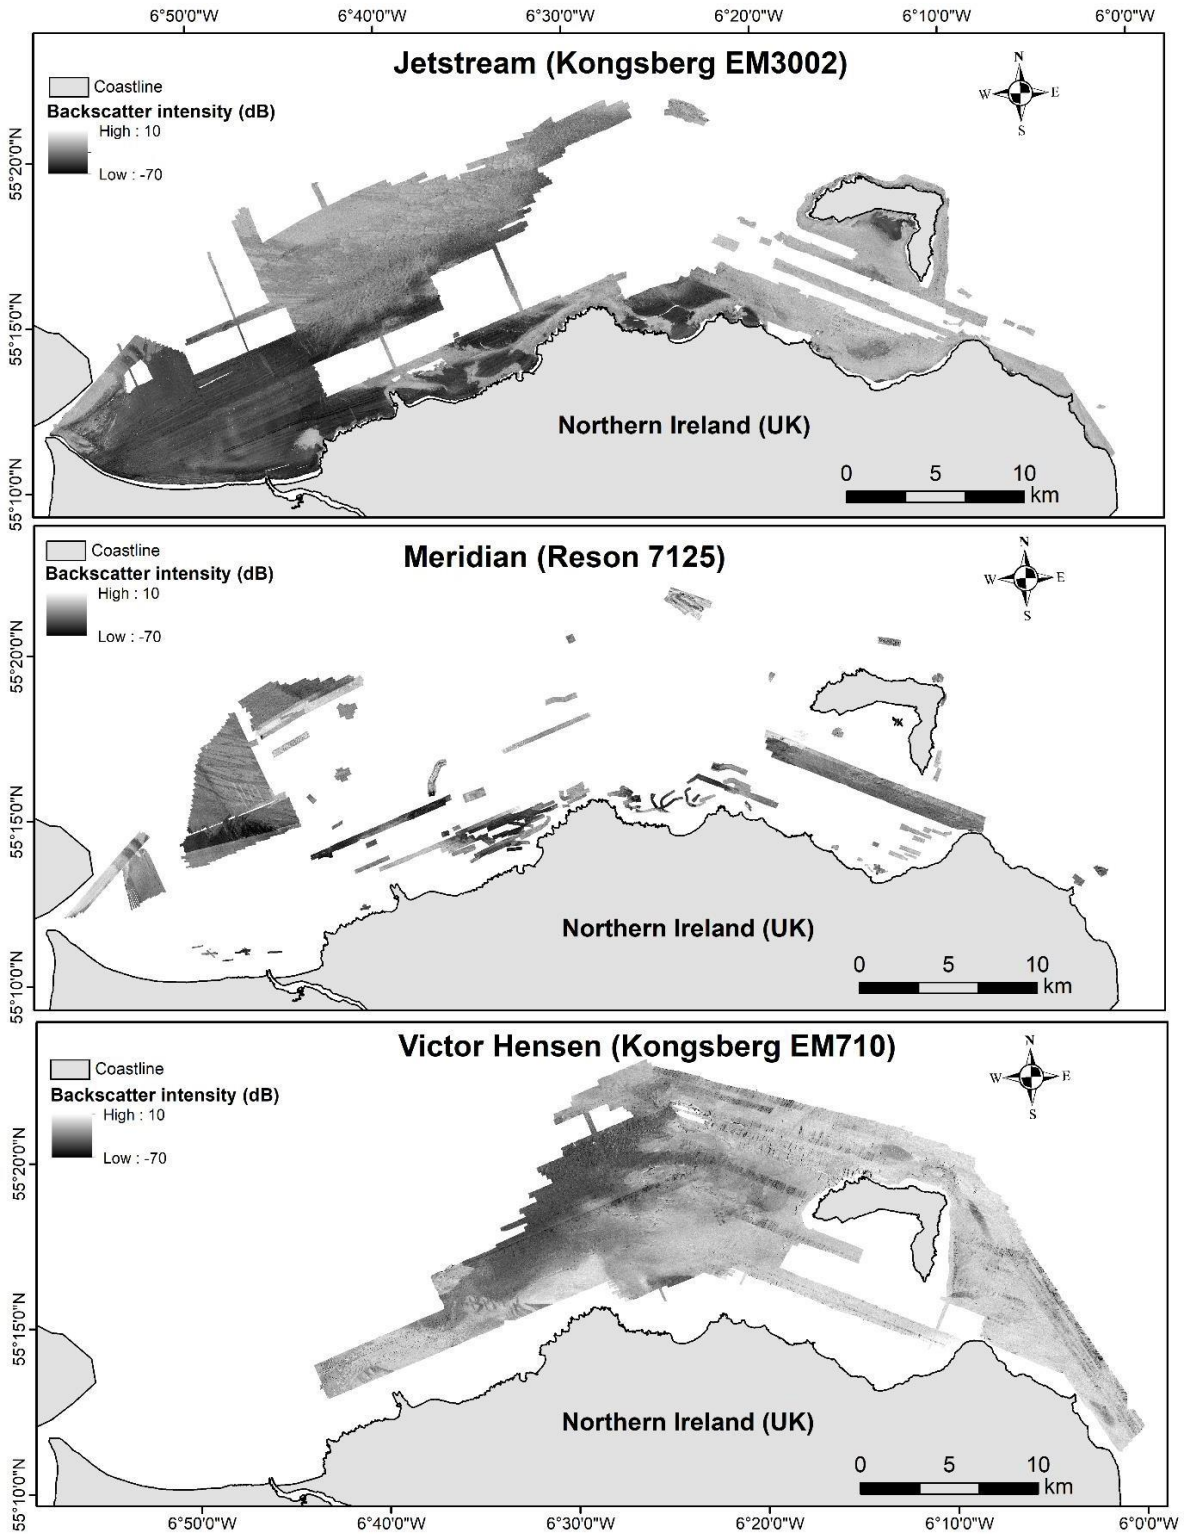 6°50'0"W 6°40'0"W 6°30'0"W 6°20'0"W 6°10'0"W 6°0'0"W
Jetstream (Kongsberg EM3002)
Coastline
Backscatter intensity (dB)
High : 10
Low : -70
N
W E
S
55°20'0"N
55°15'0"N
55°10'0"N
Northern Ireland (UK)
0 5 10
km
Meridian (Reson 7125)
Coastline
Backscatter intensity (dB)
High : 10
Low : -70
N
W E
S
55°20'0"N
55°15'0"N
55°10'0"N
Northern Ireland (UK)
0 5 10
km
Victor Hensen (Kongsberg EM710)
Coastline
Backscatter intensity (dB)
High : 10
Low : -70
N
W E
S
55°20'0"N
55°15'0"N
55°10'0"N
Northern Ireland (UK)
0 5 10
km
6°50'0"W 6°40'0"W 6°30'0"W 6°20'0"W 6°10'0"W 6°0'0"W